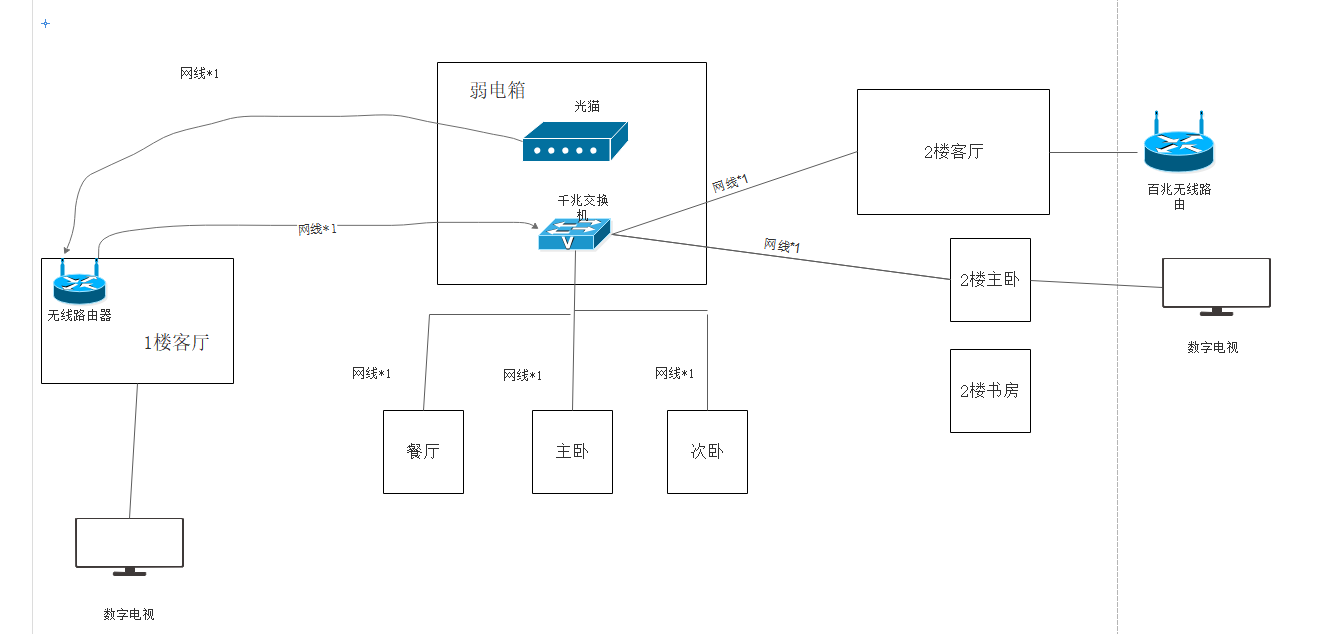 网线*1
弱电箱
光猫
千兆交换
机
网线*1
网线*1
2楼客厅
百兆无线路
由
网线*1
2楼主卧
数字电视
无线路由器
1楼客厅
网线*1
网线*1
网线*1
2楼书房
餐厅
主卧
次卧
数字电视